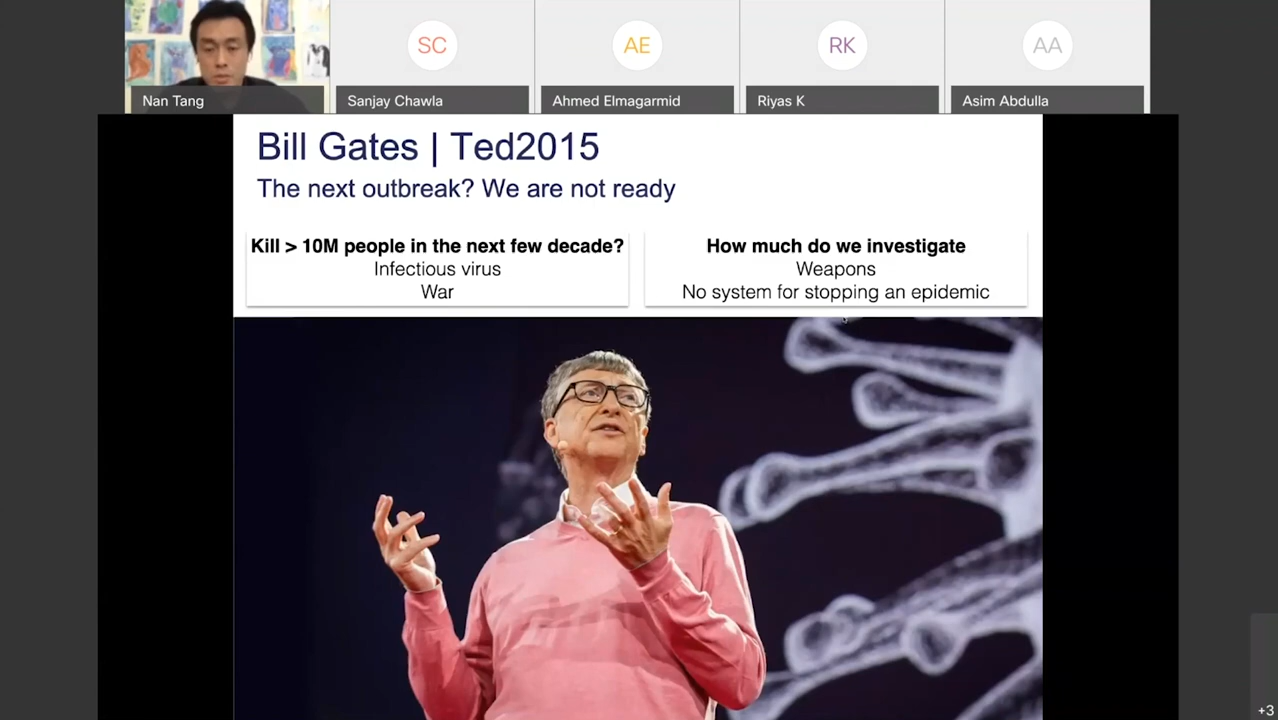 SC
AE
RK
AA
Nan Tang
Sanjay Chawla
Ahmed Elmagarmid
Riyas K
Asim Abdulla
Bill Gates | Ted2015
The next outbreak? We are not ready
Kill > 10M people in the next few decade?
Infectious virus
War
How much do we investigate
Weapons
No system for stopping an epidemic
+3